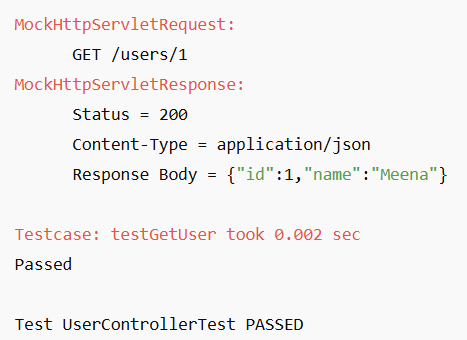 MockHttpServletRequest:
GET /users/1
MockHttpServletResponse:
Status = 200
Content-Type = application/json
Response Body = {"id":1,"name":"Meena"}
Testcase: testGetUser took 0.002 sec
Passed
Test UserControllerTest PASSED